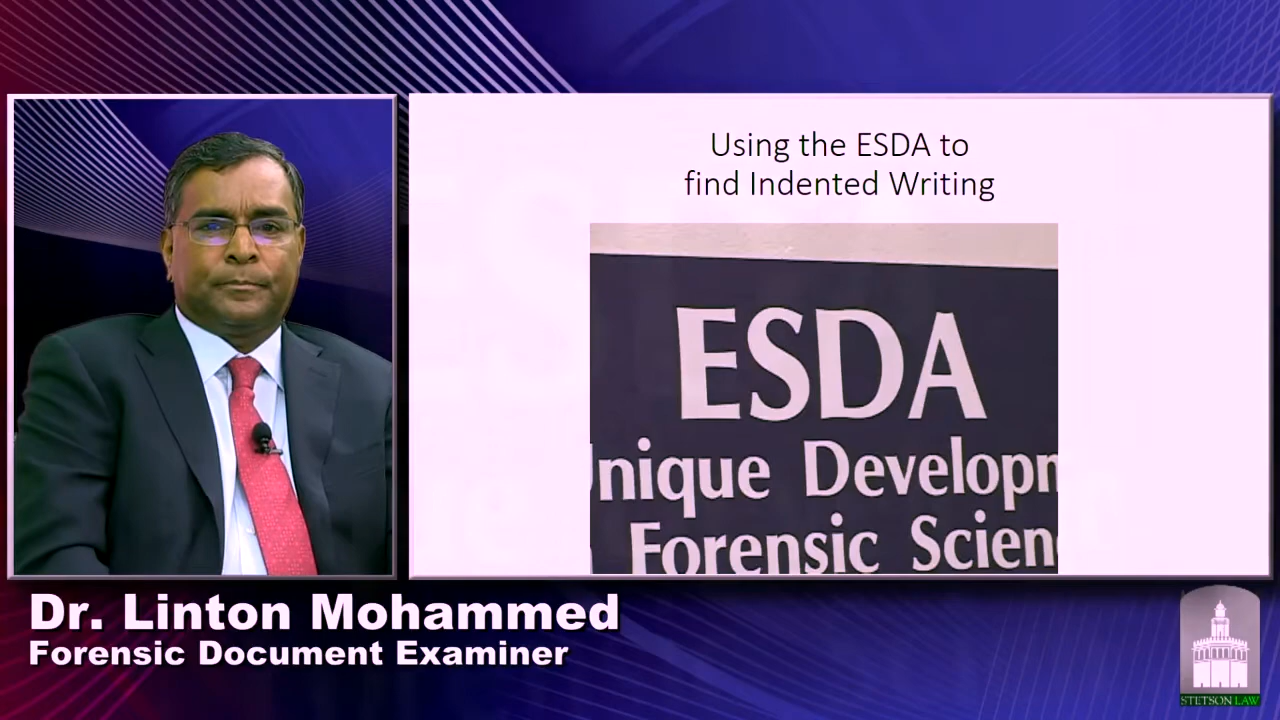 Using the ESDA to
find Indented Writing
ESDA
nique Developm
Forensic Scien
Dr. Linton Mohammed
Forensic Document Examiner
STETSON LAW